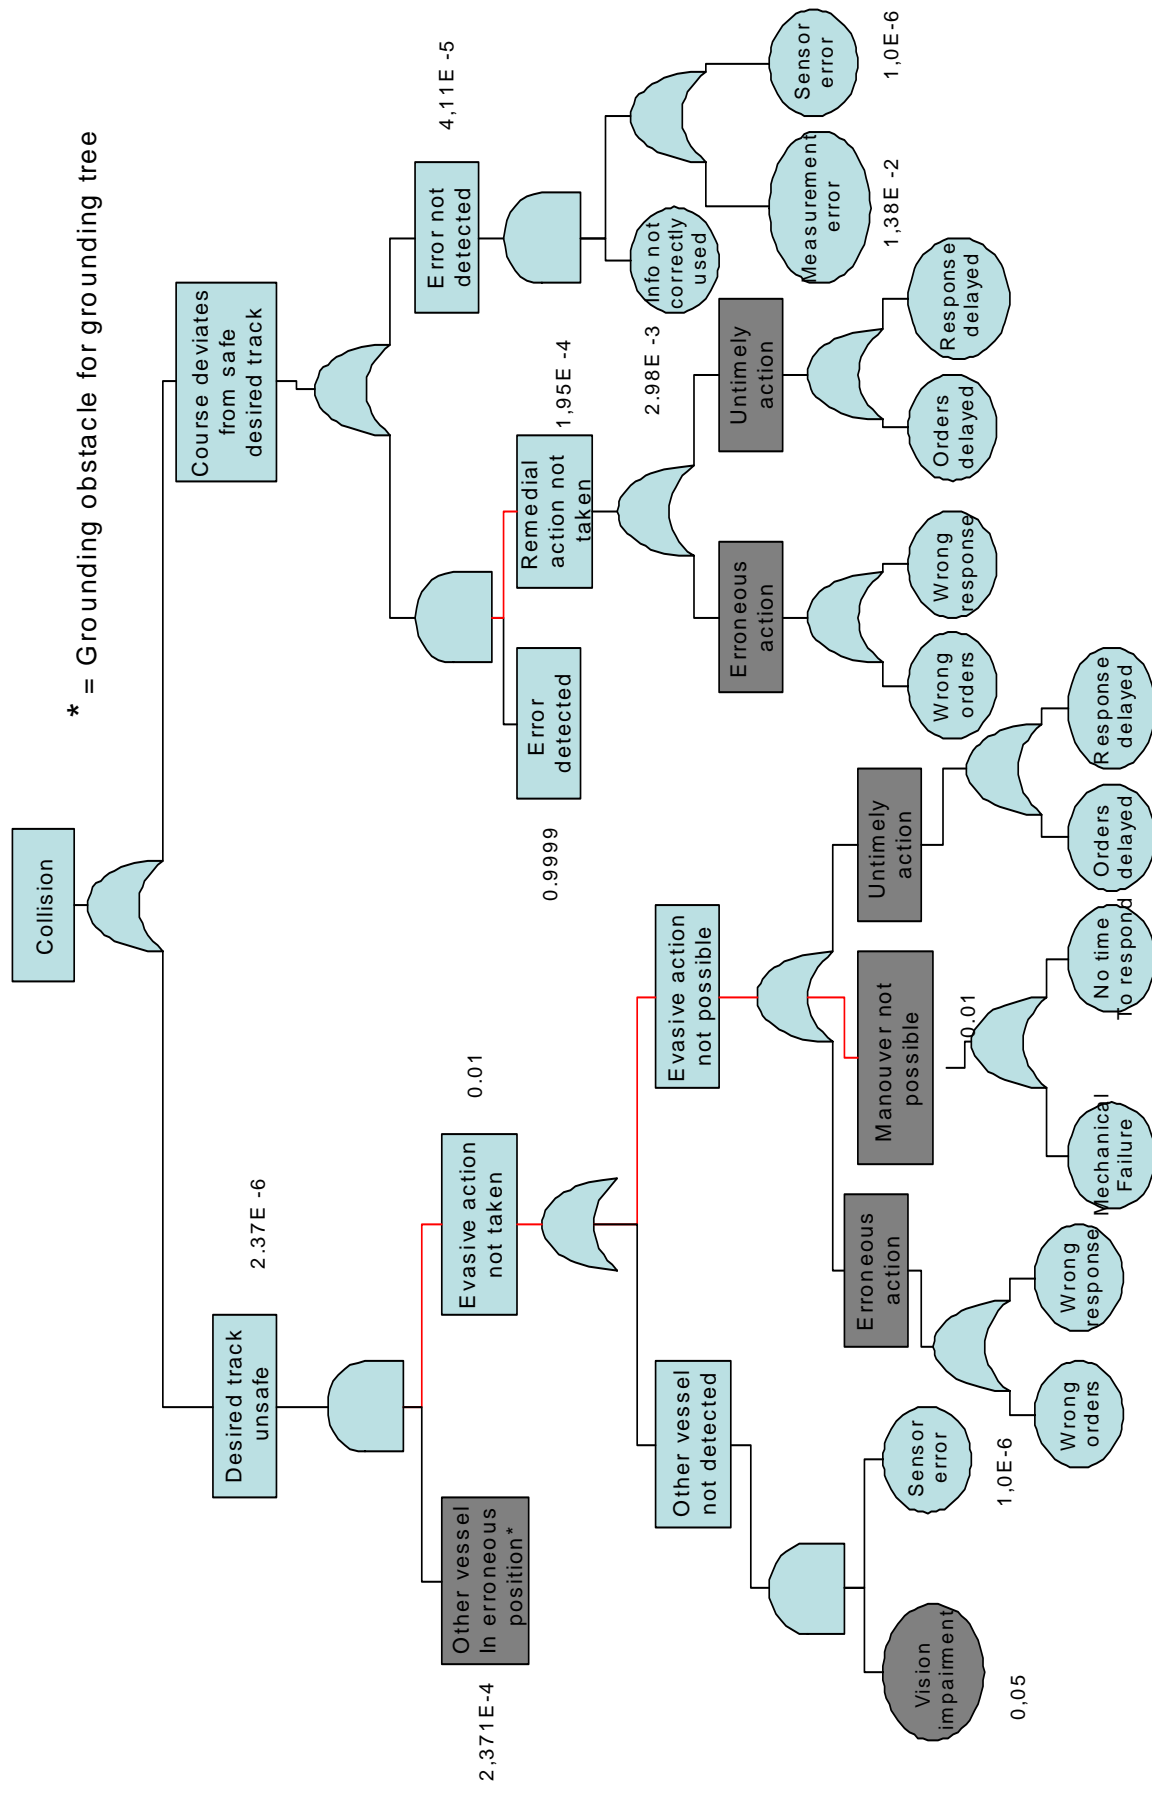 * = Grounding obstacle for grounding tree
Collision
Desired track
unsafe
2.37E -6
Course deviates
from safe
desired track
Other vessel
In erroneous
position*
2,371E-4
Evasive action
not taken
0.01
Error
detected
0.9999
Remedial
action not
taken
1,95E -4
Error not
detected
4,11E -5
Other vessel
not detected
Evasive action
not possible
Erroneous
action
Untimely
action
2.98E -3
Info not
correctly
used
Measurement
error
1,38E -2
Sensor
error
1,0E-6
Vision
impairment
0,05
Sensor
error
1,0E-6
Erroneous
action
Manouver not
possible
0.01
Untimely
action
Wrong
orders
Wrong
response
Orders
delayed
Response
delayed
Wrong
orders
Wrong
response
Mechanical
Failure
No time
To respond
Orders
delayed
Response
delayed